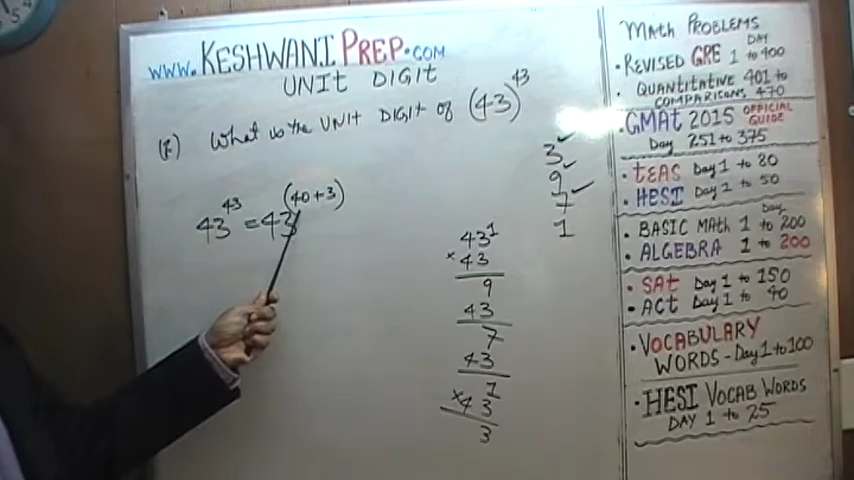 www.KESHWANIPREP.COM
UNIT DIGIT
What is the UNIT DIGIT of (43)^43
43^43 = 43^(40+3)
3
9
7
1
43^1
× 43
9
43
7
43
1
× 43
3
MATH PROBLEMS
DAY
• REVISED GRE 1 to 400
• QUANTITATIVE 401 to
COMPARISONS, 470
GMAT 2015 OFFICIAL GUIDE
Day 251 to 375
• TEAS Day 1 to 80
• HESI Day 1 to 50
Day
• BASIC MATH 1 to 200
• ALGEBRA 1 to 200
• SAT Day 1 to 150
• ACT Day 1 to 40
• VOCABULARY
WORDS - Day 1 to 100
• HESI VOCAB WORDS
DAY 1 to 25